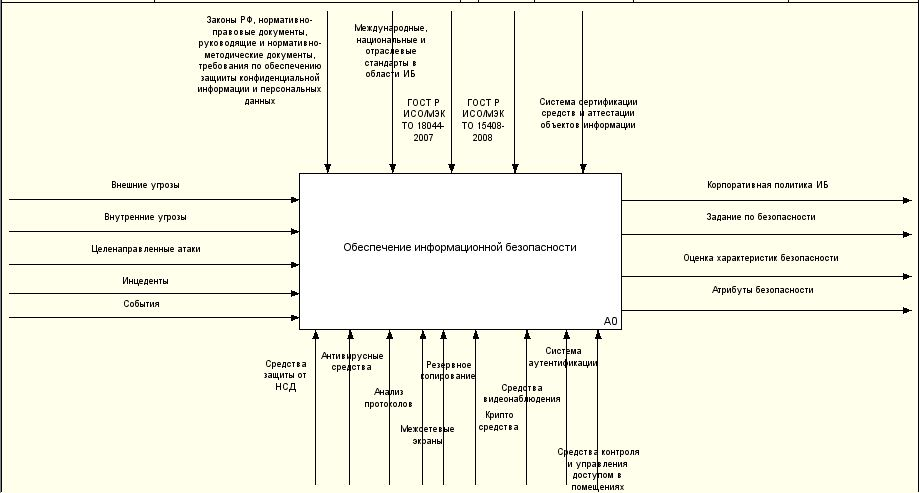 Законы РФ, нормативно-
правовые документы,
руководящие и нормативно-
методические документы,
требования по обеспечению
защииты конфиденциальной
информации и персональных
данных
Международные,
национальные и
отраслевые
стандарты в
области ИБ
ГОСТ Р
ИСО/МЭК
ТО 18044-
2007
ГОСТ Р
ИСО/МЭК
ТО 15408-
2008
Система сертификации
средств и аттестации
объектов информации
Внешние угрозы
Внутренние угрозы
Целенаправленные атаки
Инцеденты
События
Обеспечение информационной безопасности
A0
Корпоративная политика ИБ
Задание по безопасности
Оценка характеристик безопасности
Атрибуты безопасности
Средства
защиты от
НСД
Антивирусные
средства
Анализ
протоколов
Межсетевые
экраны
Резервное
копирование
Крипто
средства
Средства
видеонаблюдения
Система
аутентификации
Средства контроля
и управления
доступом в
помещениях